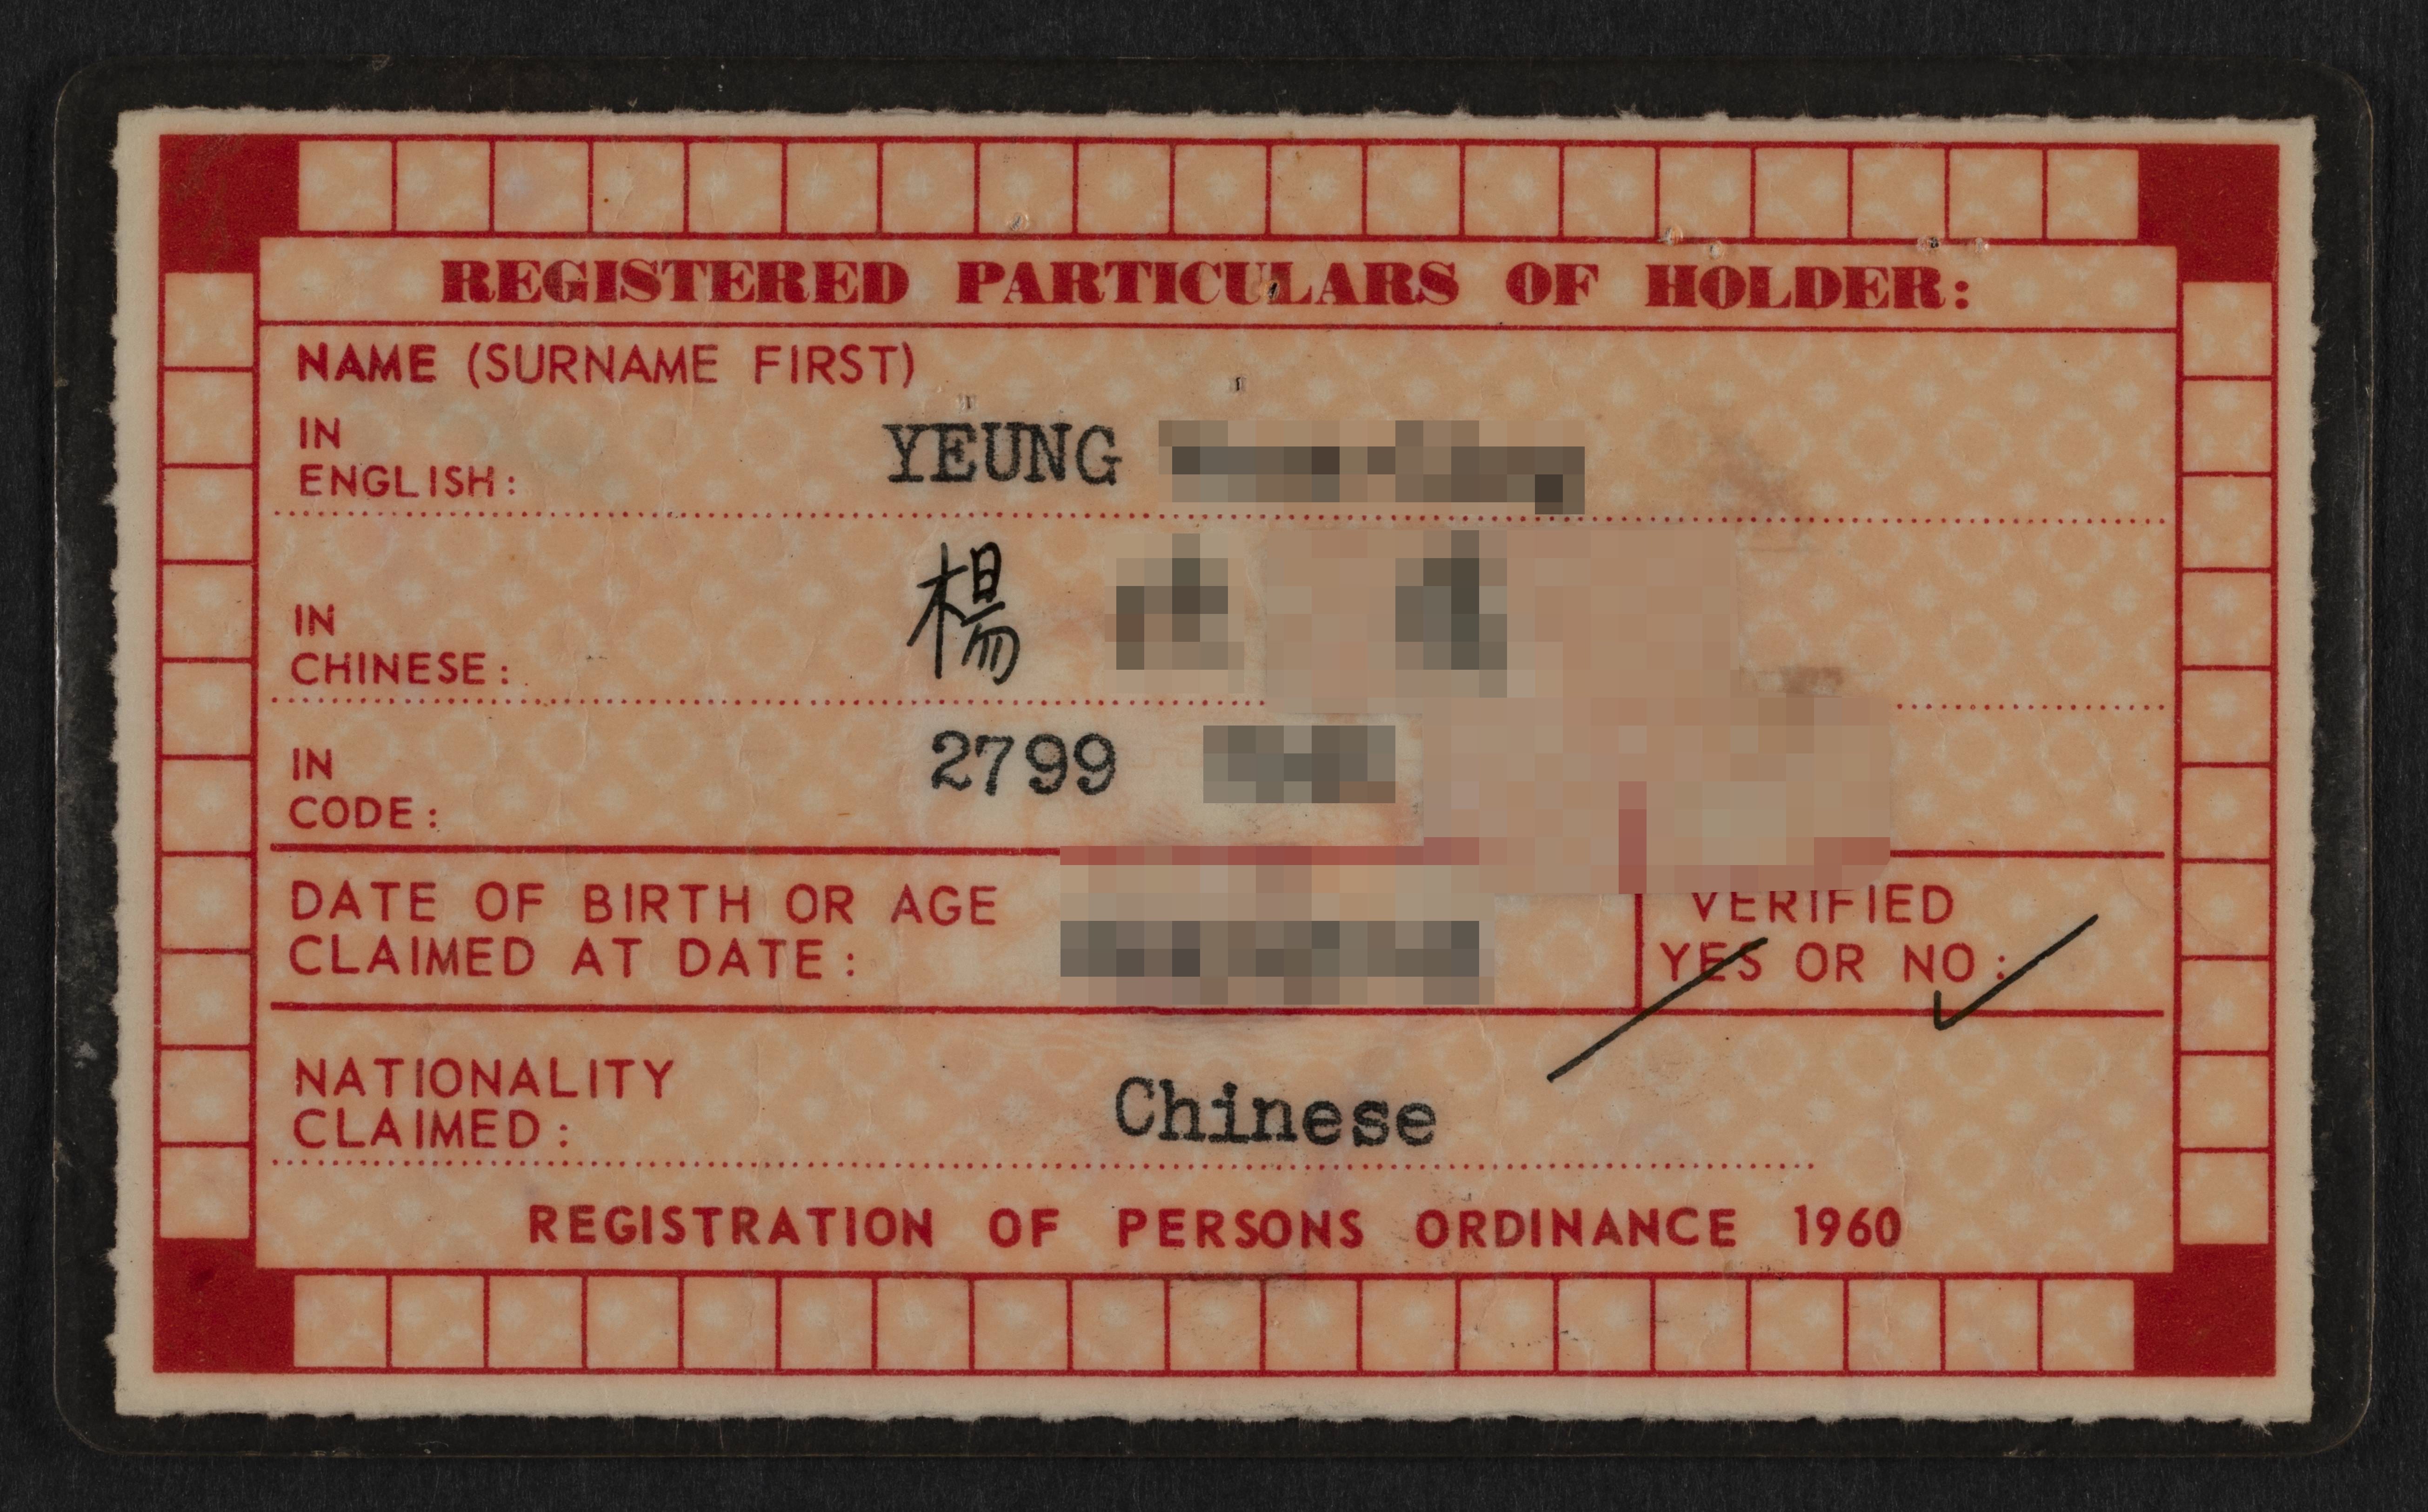 REGISTERED PARTICULARS OF HOLDER:
NAME (SURNAME FIRST)
IN
ENGLISH:
YEUNG
IN
CHINESE:
楊
IN
CODE:
2799
DATE OF BIRTH OR AGE
CLAIMED AT DATE:
VERIFIED
YES OR NO:
NATIONALITY
CLAIMED:
Chinese
REGISTRATION OF PERSONS ORDINANCE 1960